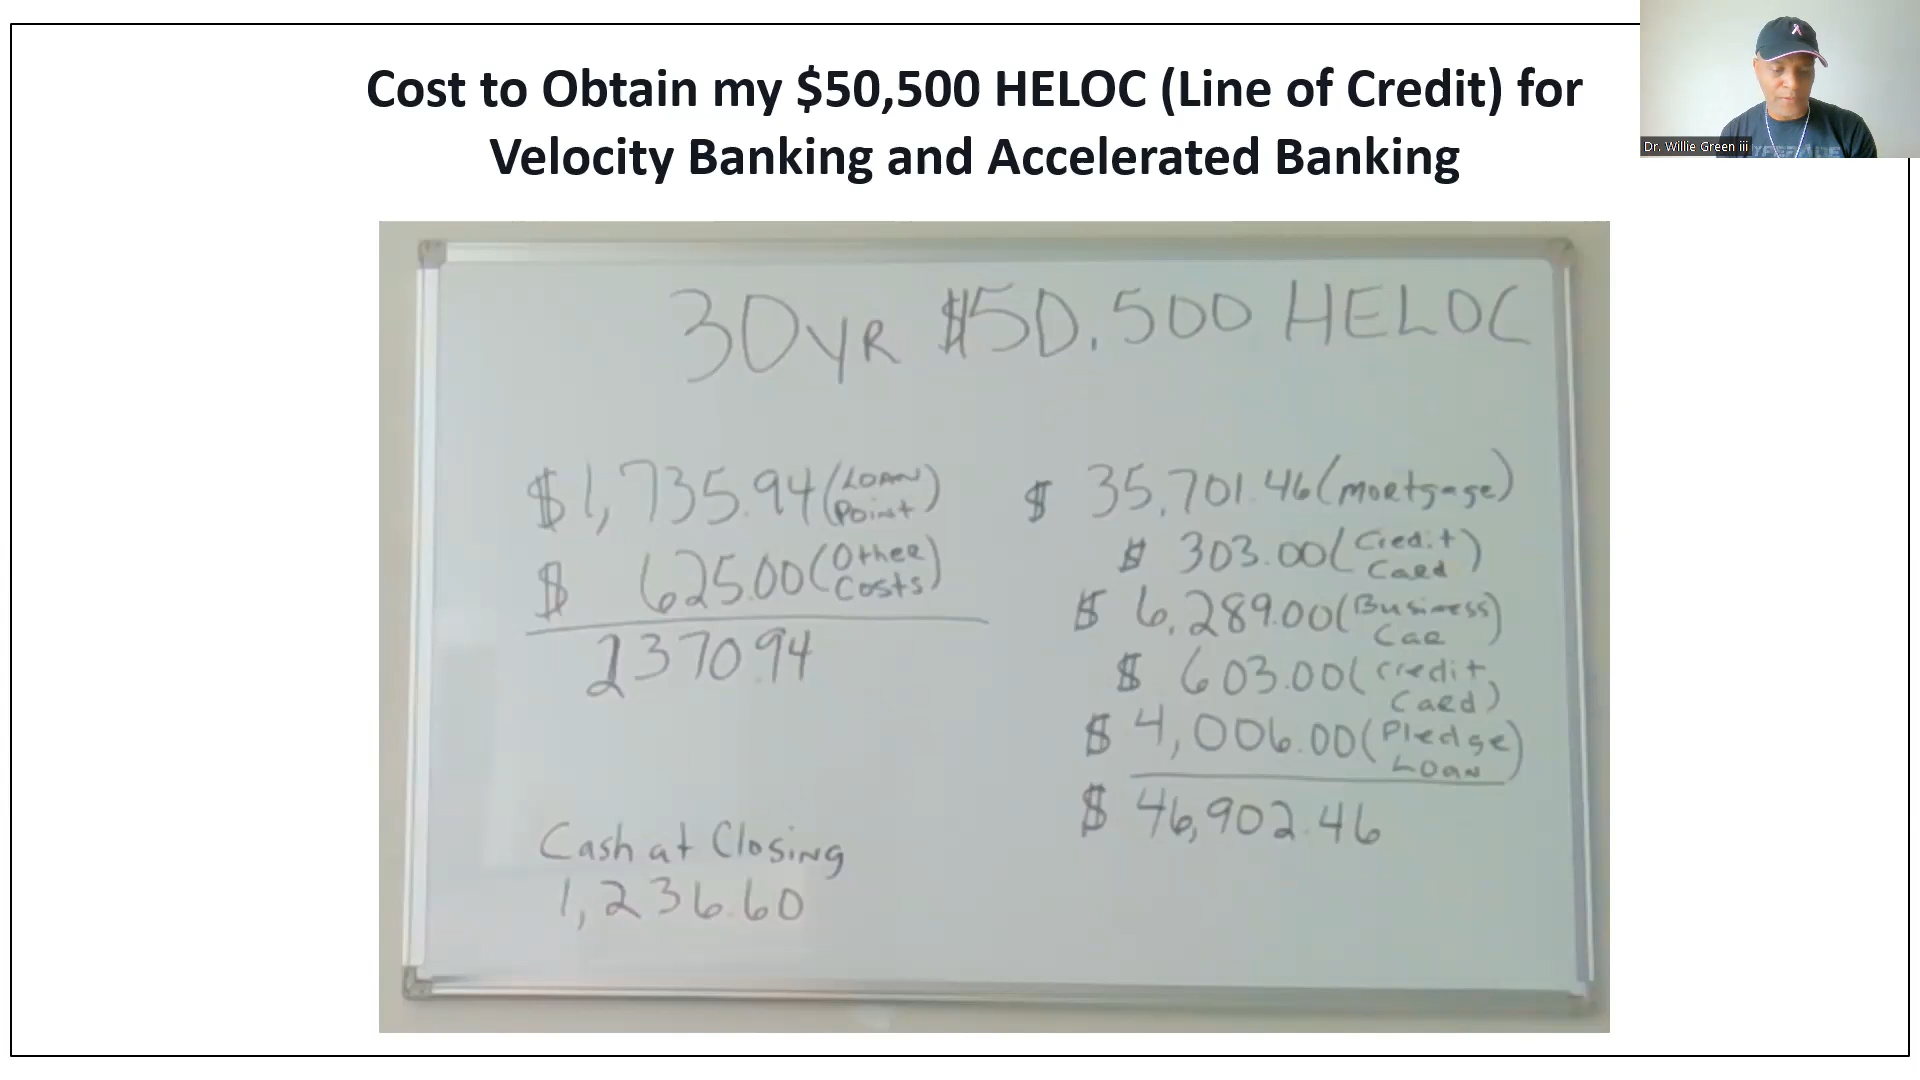 Cost to Obtain my $50,500 HELOC (Line of Credit) for
Velocity Banking and Accelerated Banking
Dr. Willie Green iii
30 YR $50,500 HELOC
$1,735.94 (LOAN
Point)
$ 625.00 (Other
Costs)
2370.94
Cash at Closing
1,236.60
$ 35,701.46 (mortgage)
$ 303.00 (Credit
Card)
$ 6,289.00 (Business
Car)
$ 603.00 (Credit
Card)
$ 4,006.00 (Pledge
Loan)
$ 46,902.46